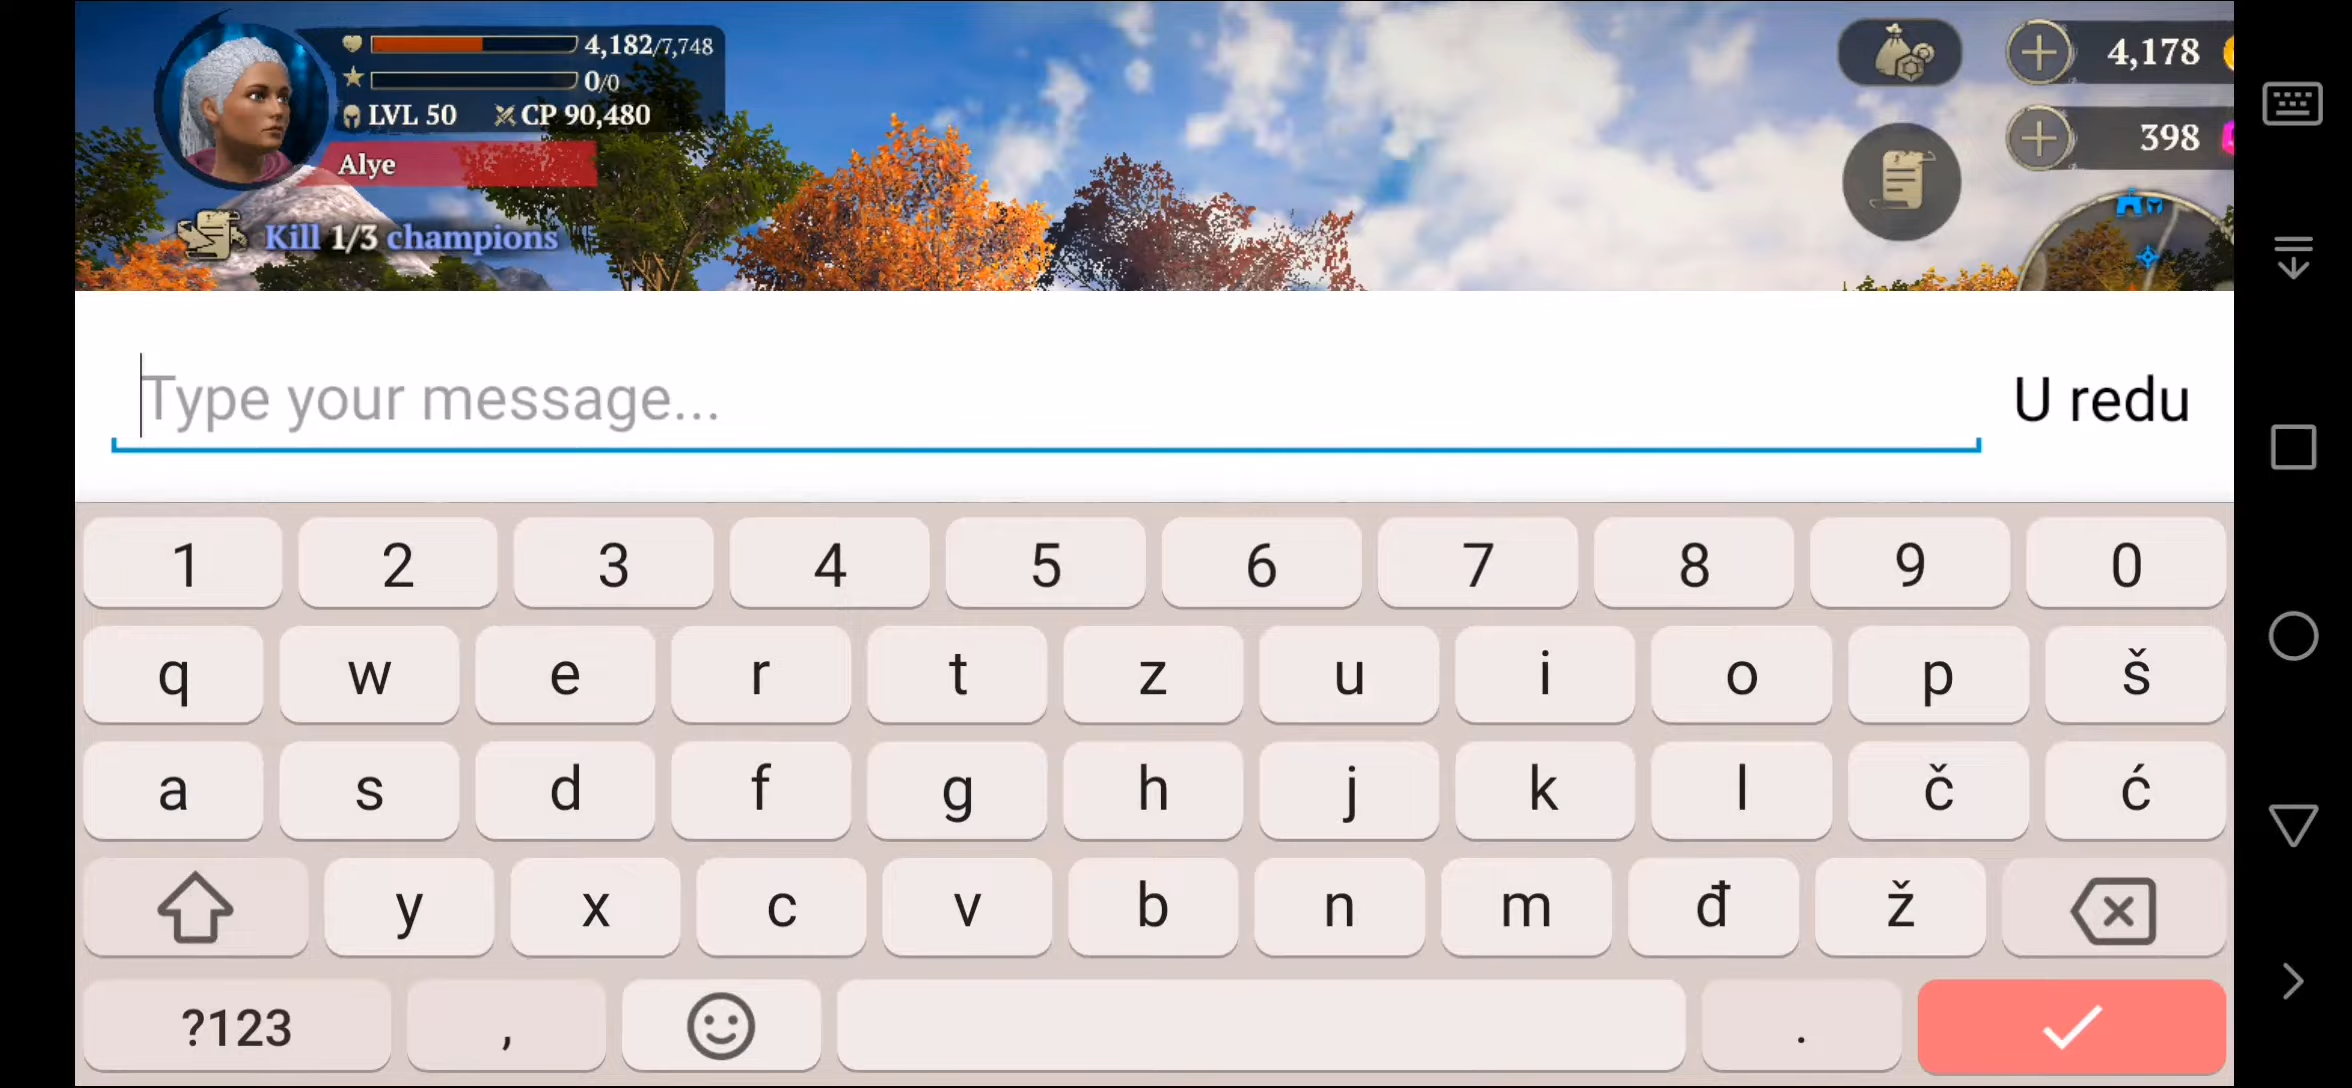 4,182/7,748
0/0
LVL 50 CP 90,480
Alye
Kill 1/3 champions
4,178
398
Type your message...
U redu
1 2 3 4 5 6 7 8 9 0
q w e r t z u i o p š
a s d f g h j k l č ć
y x c v b n m đ ž
?123 , .